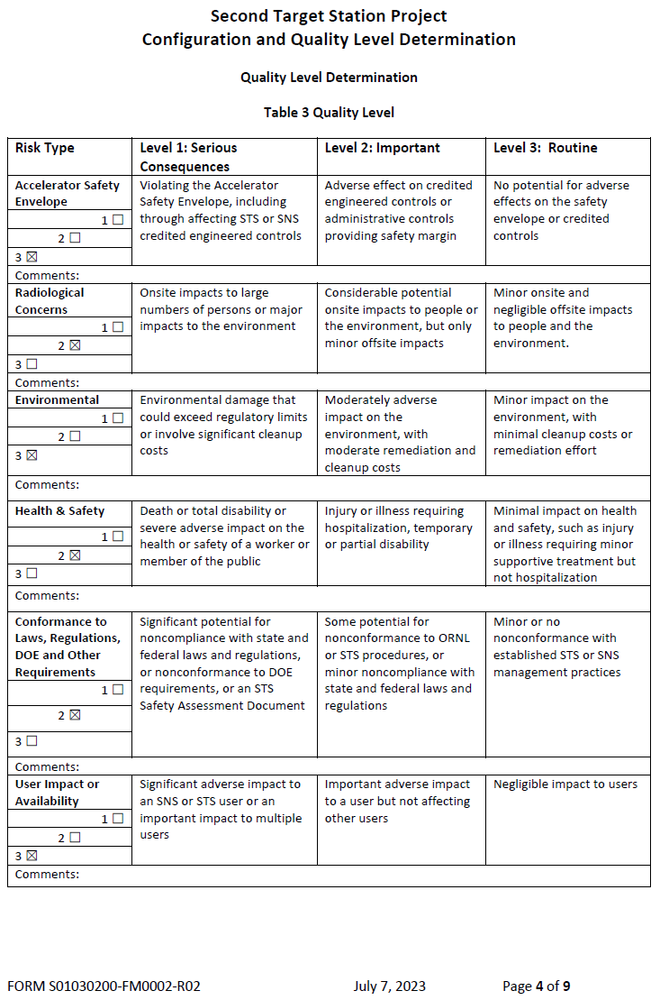 Second Target Station Project
Configuration and Quality Level Determination
Quality Level Determination
Table 3 Quality Level
Risk Type
Level 1: Serious
Consequences
Level 2: Important
Level 3:  Routine
Accelerator Safety
Envelope
1 ☐
2 ☐
3 ☒
Violating the Accelerator
Safety Envelope, including
through affecting STS or SNS
credited engineered controls
Adverse effect on credited
engineered controls or
administrative controls
providing safety margin
No potential for adverse
effects on the safety
envelope or credited
controls
Comments:
Radiological
Concerns
1 ☐
2 ☒
3 ☐
Onsite impacts to large
numbers of persons or major
impacts to the environment
Considerable potential
onsite impacts to people or
the environment, but only
minor offsite impacts
Minor onsite and
negligible offsite impacts
to people and the
environment.
Comments:
Environmental
1 ☐
2 ☐
3 ☒
Environmental damage that
could exceed regulatory limits
or involve significant cleanup
costs
Moderately adverse
impact on the
environment, with
moderate remediation and
cleanup costs
Minor impact on the
environment, with
minimal cleanup costs or
remediation effort
Comments:
Health & Safety
1 ☐
2 ☒
3 ☐
Death or total disability or
severe adverse impact on the
health or safety of a worker or
member of the public
Injury or illness requiring
hospitalization, temporary
or partial disability
Minimal impact on health
and safety, such as injury
or illness requiring minor
supportive treatment but
not hospitalization
Comments:
Conformance to
Laws, Regulations,
DOE and Other
Requirements
1 ☐
2 ☒
3 ☐
Significant potential for
noncompliance with state and
federal laws and regulations,
or nonconformance to DOE
requirements, or an STS
Safety Assessment Document
Some potential for
nonconformance to ORNL
or STS procedures, or
minor noncompliance with
state and federal laws and
regulations
Minor or no
nonconformance with
established STS or SNS
management practices
Comments:
User Impact or
Availability
1 ☐
2 ☐
3 ☒
Significant adverse impact to
an SNS or STS user or an
important impact to multiple
users
Important adverse impact
to a user but not affecting
other users
Negligible impact to users
Comments:
FORM S01030200-FM0002-R02
July 7, 2023
Page 4 of 9